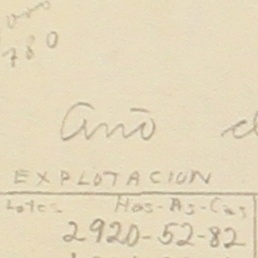 780
Año
EXPLOTACION
Lotes Has-As-Cas
2920-52-82